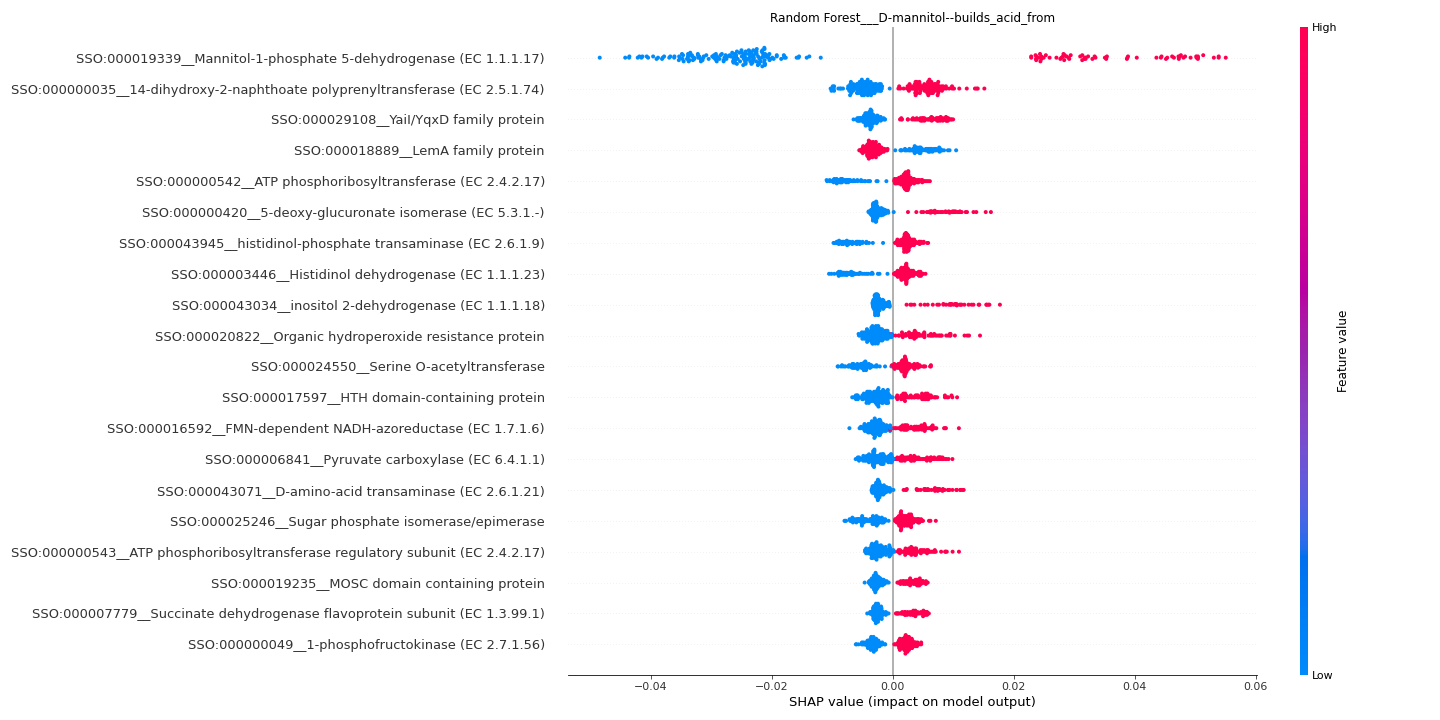 Random Forest___D-mannitol--builds_acid_from
SSO:000019339__Mannitol-1-phosphate 5-dehydrogenase (EC 1.1.1.17)
SSO:000000035__14-dihydroxy-2-naphthoate polyprenyltransferase (EC 2.5.1.74)
SSO:000029108__YaiI/YqxD family protein
SSO:000018889__LemA family protein
SSO:000000542__ATP phosphoribosyltransferase (EC 2.4.2.17)
SSO:000000420__5-deoxy-glucuronate isomerase (EC 5.3.1.-)
SSO:000043945__histidinol-phosphate transaminase (EC 2.6.1.9)
SSO:000003446__Histidinol dehydrogenase (EC 1.1.1.23)
SSO:000043034__inositol 2-dehydrogenase (EC 1.1.1.18)
SSO:000020822__Organic hydroperoxide resistance protein
SSO:000024550__Serine O-acetyltransferase
SSO:000017597__HTH domain-containing protein
SSO:000016592__FMN-dependent NADH-azoreductase (EC 1.7.1.6)
SSO:000006841__Pyruvate carboxylase (EC 6.4.1.1)
SSO:000043071__D-amino-acid transaminase (EC 2.6.1.21)
SSO:000025246__Sugar phosphate isomerase/epimerase
SSO:000000543__ATP phosphoribosyltransferase regulatory subunit (EC 2.4.2.17)
SSO:000019235__MOSC domain containing protein
SSO:000007779__Succinate dehydrogenase flavoprotein subunit (EC 1.3.99.1)
SSO:000000049__1-phosphofructokinase (EC 2.7.1.56)
−0.04 −0.02 0.00 0.02 0.04 0.06
SHAP value (impact on model output)
High
Feature value
Low